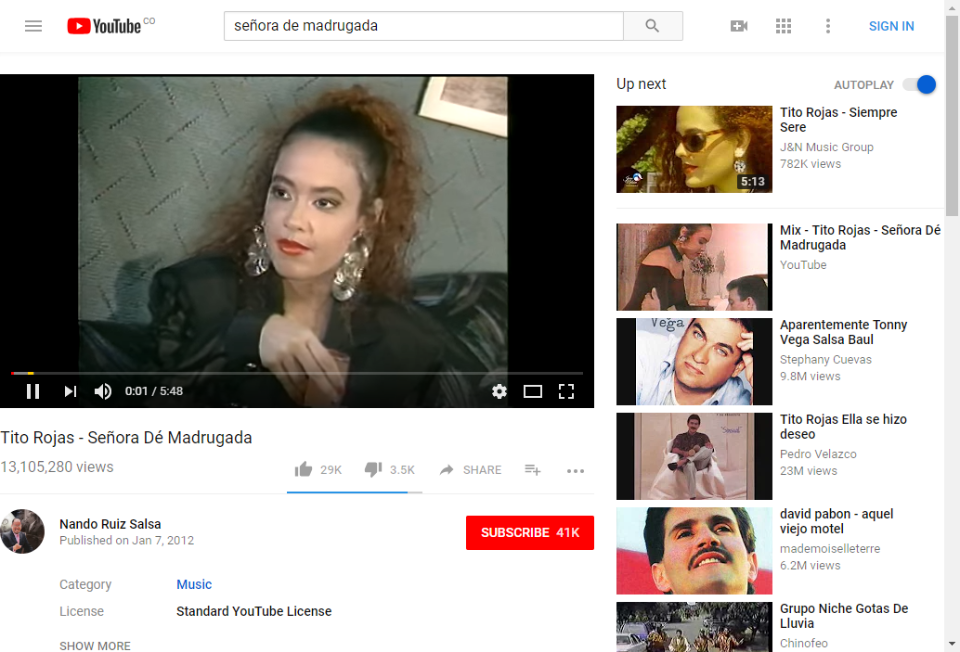 YouTube CO
señora de madrugada
SIGN IN
Up next
AUTOPLAY
Tito Rojas - Siempre
Sere
J&N Music Group
782K views
5:13
Mix - Tito Rojas - Señora Dé
Madrugada
YouTube
Vega
Aparentemente Tonny
Vega Salsa Baul
Stephany Cuevas
9.8M views
Tito Rojas Ella se hizo
deseo
Pedro Velazco
23M views
david pabon - aquel
viejo motel
mademoiselleterre
6.2M views
Grupo Niche Gotas De
Lluvia
Chinofeo
0:01 / 5:48
Tito Rojas - Señora Dé Madrugada
13,105,280 views
29K
3.5K
SHARE
Nando Ruiz Salsa
Published on Jan 7, 2012
SUBSCRIBE 41K
Category
Music
License
Standard YouTube License
SHOW MORE